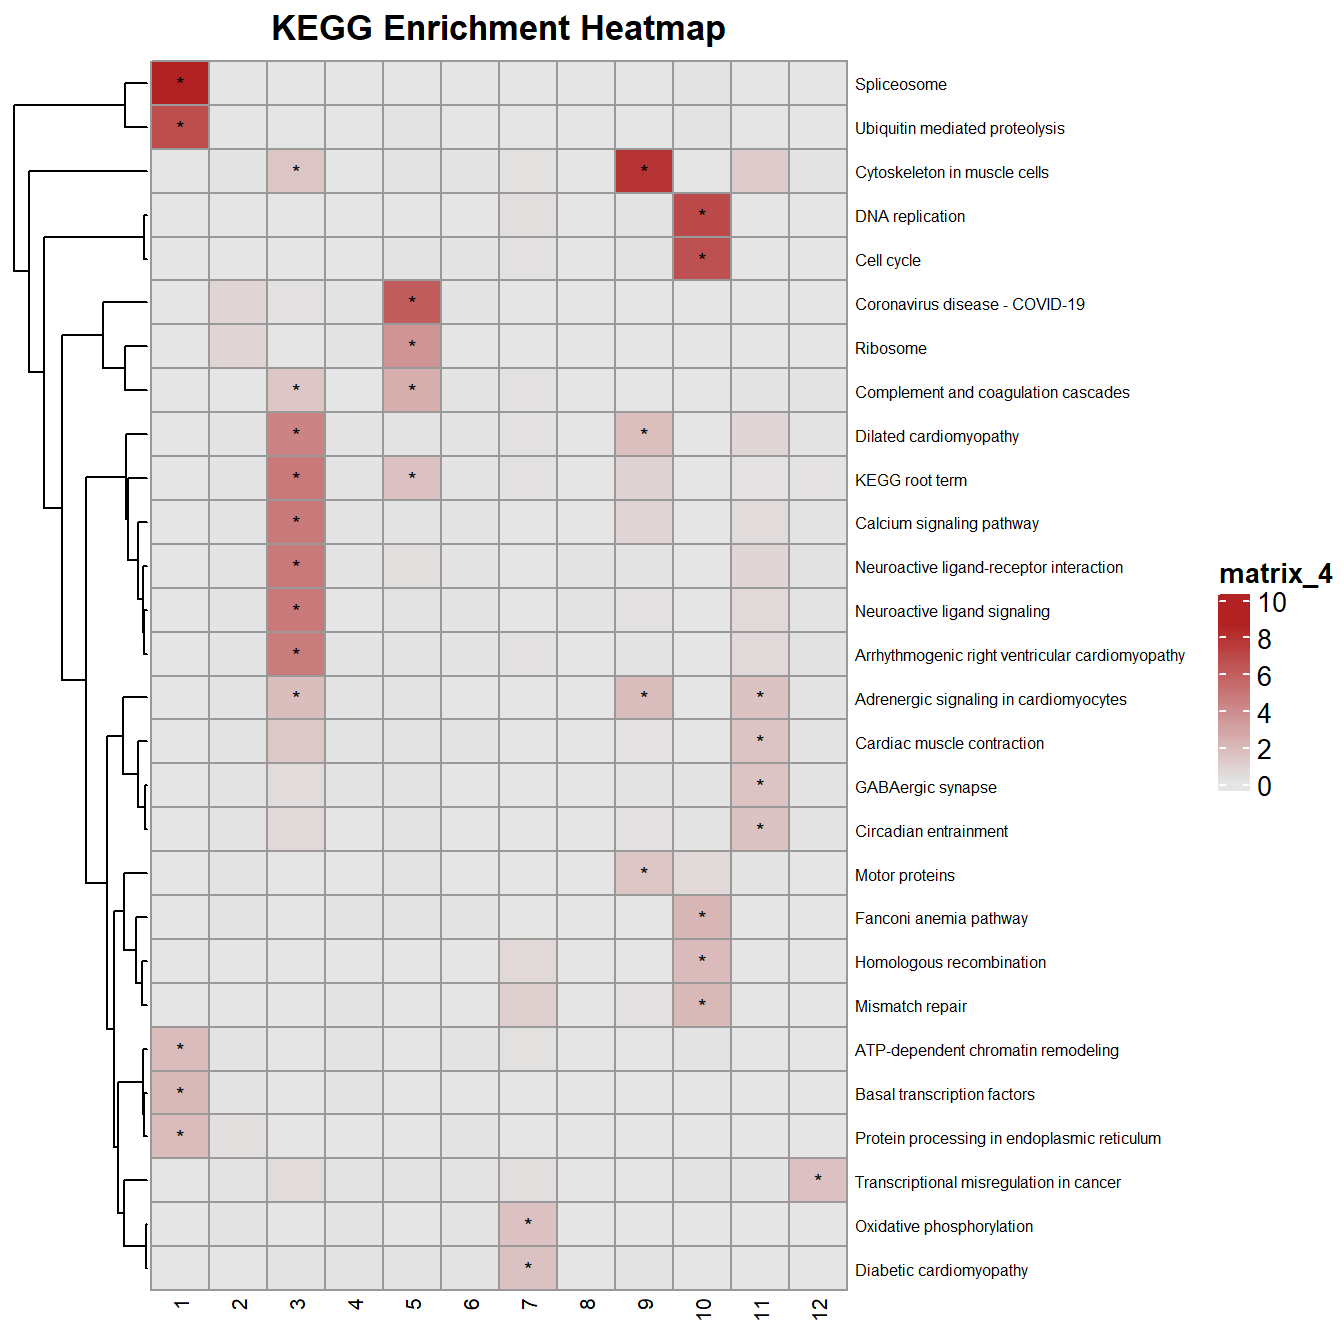 KEGG Enrichment Heatmap
* Spliceosome
* Ubiquitin mediated proteolysis
* * Cytoskeleton in muscle cells
* DNA replication
* Cell cycle
* Coronavirus disease - COVID-19
* Ribosome
* * Complement and coagulation cascades
* * Dilated cardiomyopathy
* * KEGG root term
* Calcium signaling pathway
* Neuroactive ligand-receptor interaction
* Neuroactive ligand signaling
* Arrhythmogenic right ventricular cardiomyopathy
* * * Adrenergic signaling in cardiomyocytes
* Cardiac muscle contraction
* GABAergic synapse
* Circadian entrainment
* Motor proteins
* Fanconi anemia pathway
* Homologous recombination
* Mismatch repair
* ATP-dependent chromatin remodeling
* Basal transcription factors
* Protein processing in endoplasmic reticulum
* Transcriptional misregulation in cancer
* Oxidative phosphorylation
* Diabetic cardiomyopathy
1 2 3 4 5 6 7 8 9 10 11 12
matrix_4
10
8
6
4
2
0